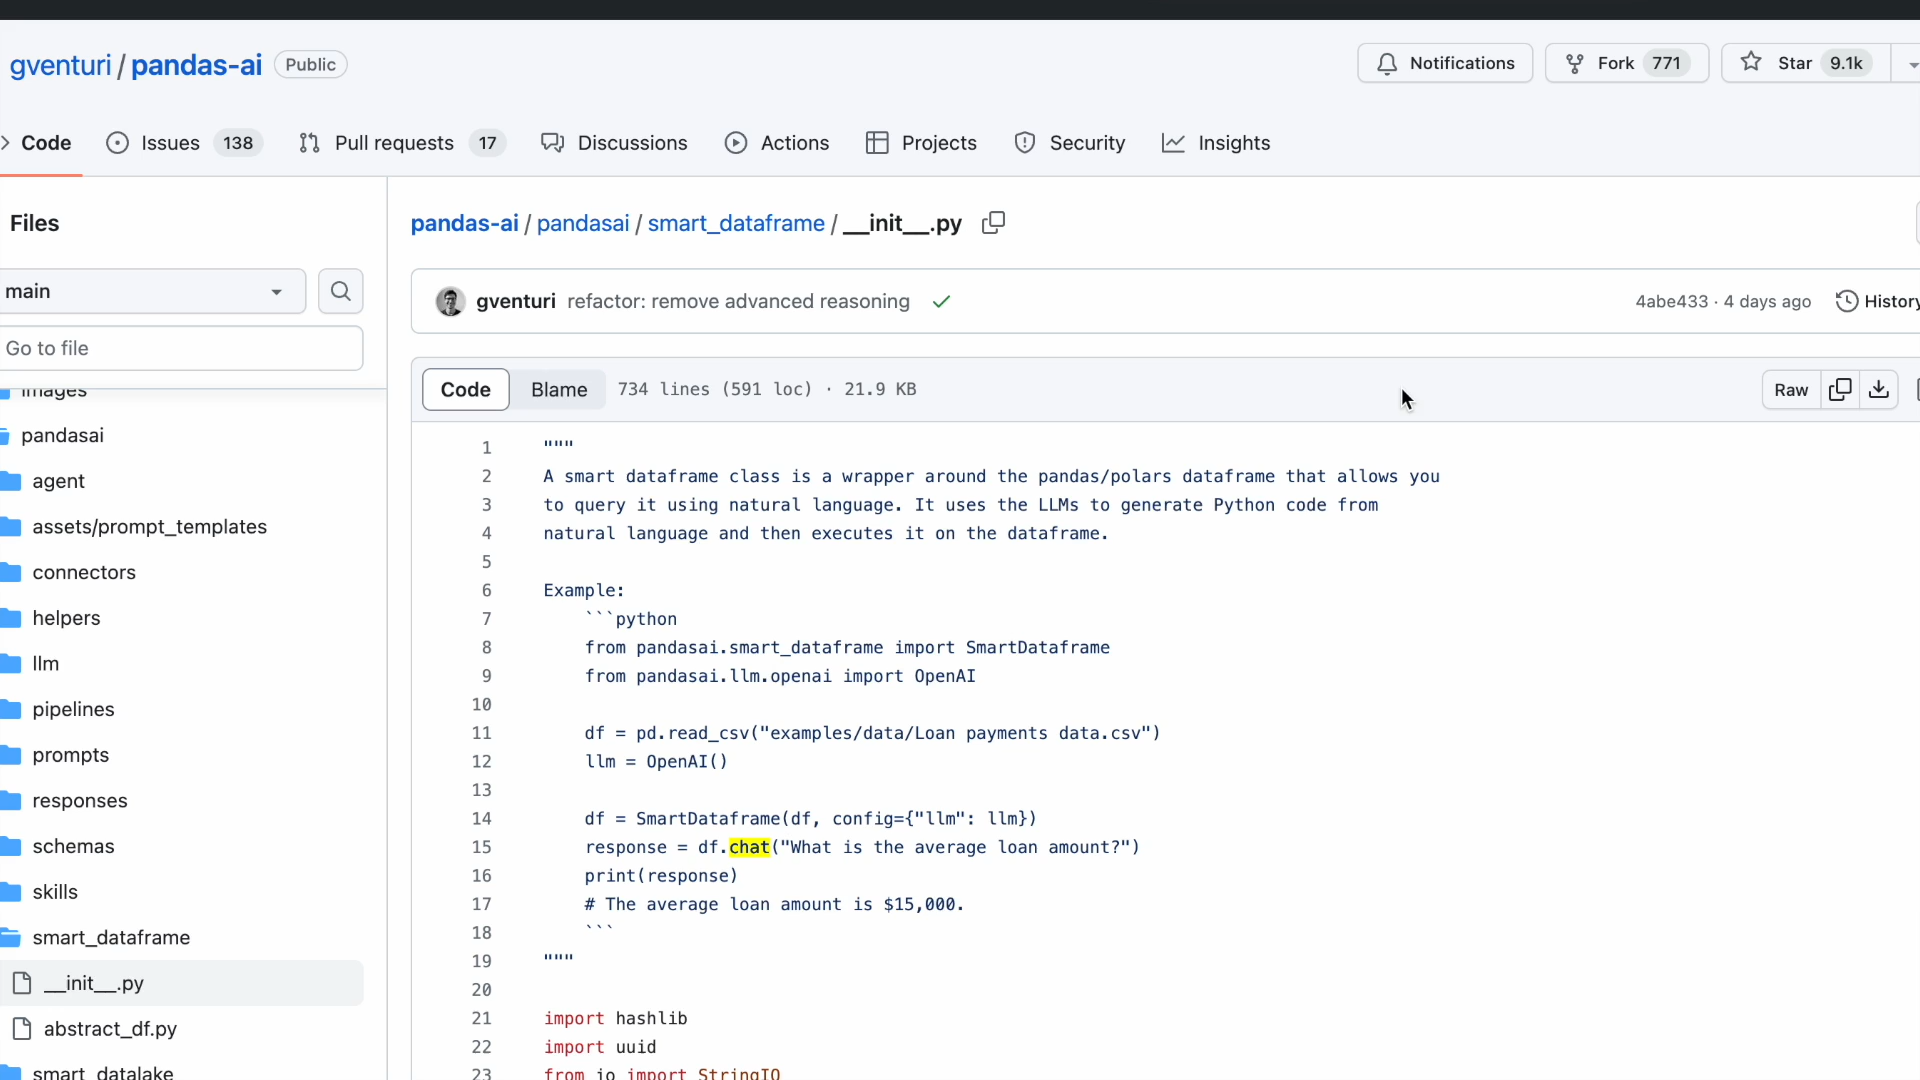 gventuri / pandas-ai Public
Notifications Fork 771 Star 9.1k
Code Issues 138 Pull requests 17 Discussions Actions Projects Security Insights
Files
main
Go to file
images
pandasai
agent
assets/prompt_templates
connectors
helpers
llm
pipelines
prompts
responses
schemas
skills
smart_dataframe
__init__.py
abstract_df.py
smart_datalake
pandas-ai / pandasai / smart_dataframe / __init__.py
gventuri refactor: remove advanced reasoning 4abe433 · 4 days ago History
Code Blame 734 lines (591 loc) · 21.9 KB Raw
1 """
2 A smart dataframe class is a wrapper around the pandas/polars dataframe that allows you
3 to query it using natural language. It uses the LLMs to generate Python code from
4 natural language and then executes it on the dataframe.
5
6 Example:
7 ```python
8 from pandasai.smart_dataframe import SmartDataframe
9 from pandasai.llm.openai import OpenAI
10
11 df = pd.read_csv("examples/data/Loan payments data.csv")
12 llm = OpenAI()
13
14 df = SmartDataframe(df, config={"llm": llm})
15 response = df.chat("What is the average loan amount?")
16 print(response)
17 # The average loan amount is $15,000.
18 ```
19 """
20
21 import hashlib
22 import uuid
23 from io import StringIO